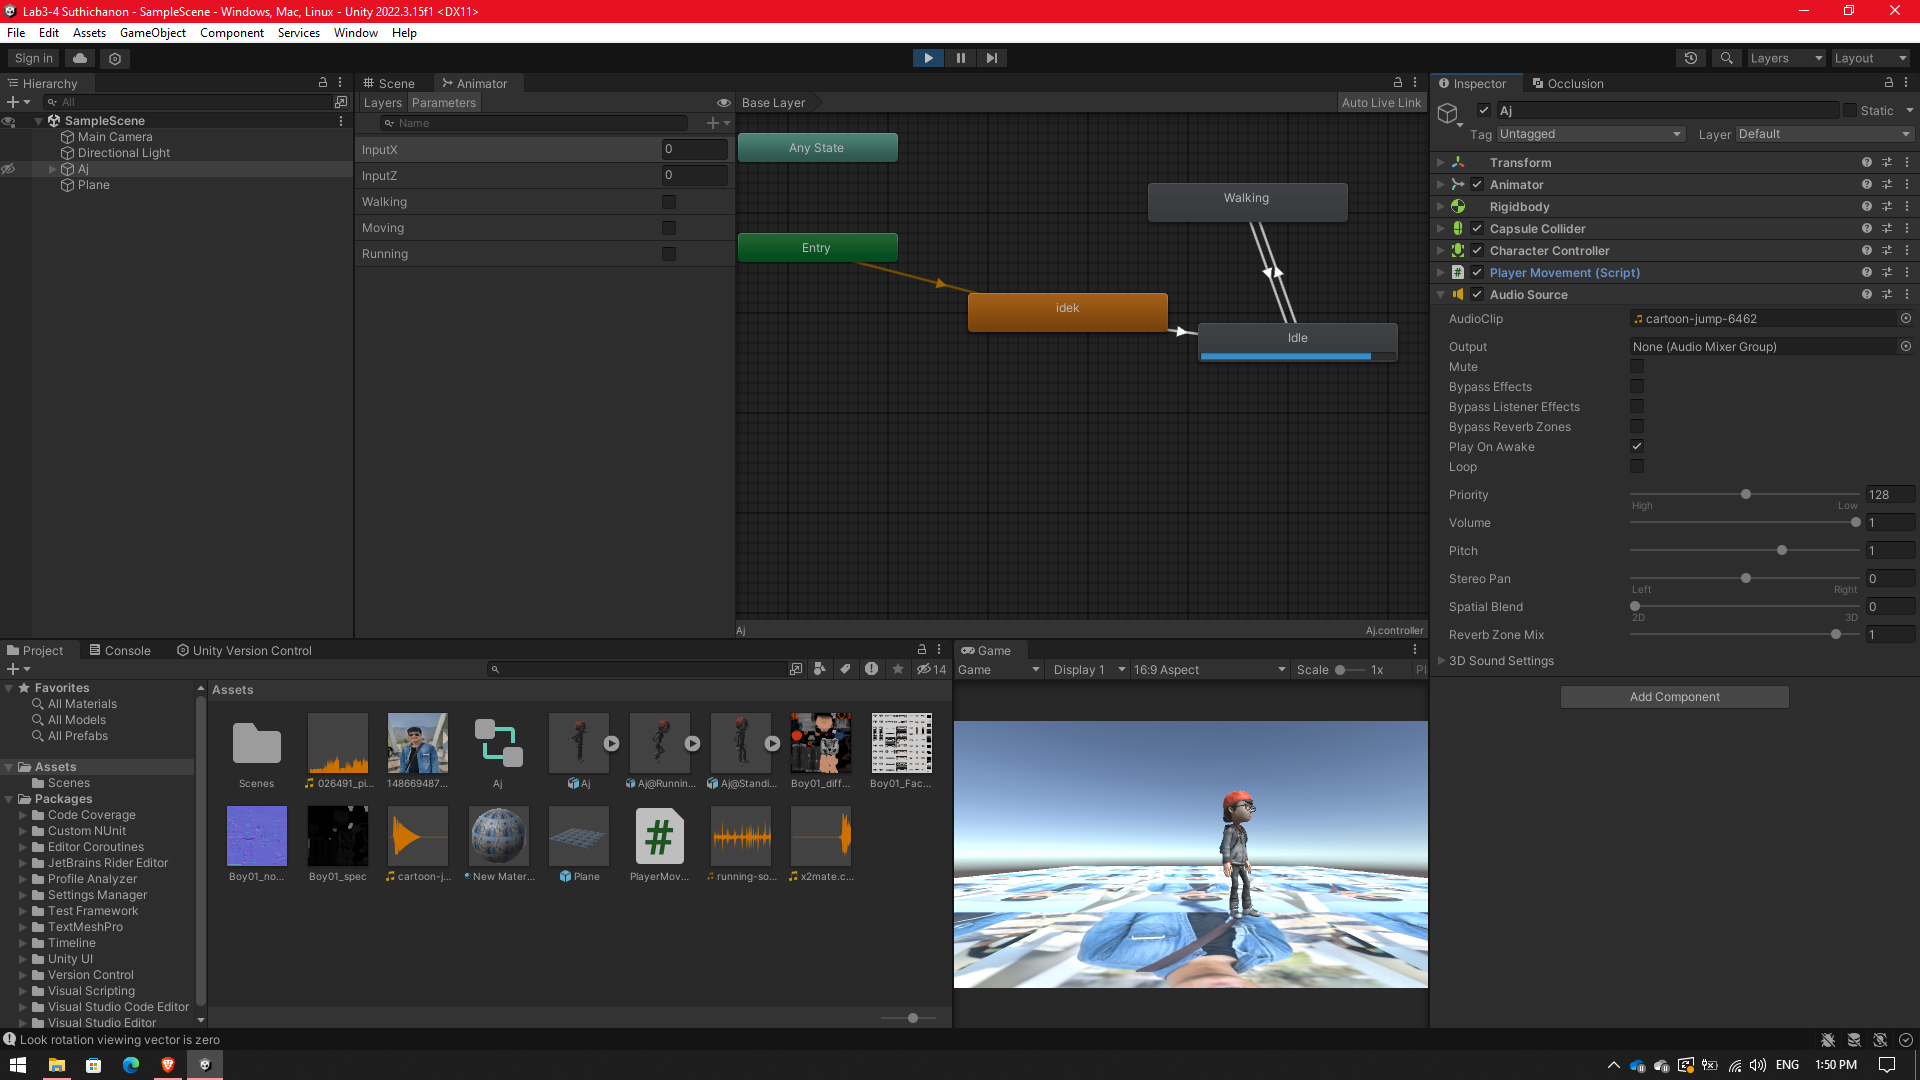 Lab3-4 Suthichanon - SampleScene - Windows, Mac, Linux - Unity 2022.3.15f1 <DX11>
File Edit Assets GameObject Component Services Window Help
Sign in
Layers
Layout
Hierarchy
All
SampleScene
Main Camera
Directional Light
Aj
Plane
Scene
Animator
Layers
Parameters
Base Layer
Auto Live Link
Name
InputX 0
InputZ 0
Walking
Moving
Running
Any State
Entry
idek
Walking
Idle
Aj
Aj.controller
Inspector
Occlusion
Aj
Static
Tag Untagged
Layer Default
Transform
Animator
Rigidbody
Capsule Collider
Character Controller
# Player Movement (Script)
Audio Source
AudioClip cartoon-jump-6462
Output None (Audio Mixer Group)
Mute
Bypass Effects
Bypass Listener Effects
Bypass Reverb Zones
Play On Awake
Loop
Priority 128
High Low
Volume 1
Pitch 1
Stereo Pan 0
Left Right
Spatial Blend 0
2D 3D
Reverb Zone Mix 1
3D Sound Settings
Add Component
Project
Console
Unity Version Control
14
Favorites
All Materials
All Models
All Prefabs
Assets
Scenes
Packages
Code Coverage
Custom NUnit
Editor Coroutines
JetBrains Rider Editor
Profile Analyzer
Settings Manager
Test Framework
TextMeshPro
Timeline
Unity UI
Version Control
Visual Scripting
Visual Studio Code Editor
Visual Studio Editor
Assets
Scenes
026491_pi...
148669487...
Aj
Aj
Aj@Runnin...
Aj@Standi...
Boy01_diff...
Boy01_Fac...
#
Boy01_no...
Boy01_spec
cartoon-j...
New Mater...
Plane
PlayerMov...
running-so...
x2mate.c...
Game
Game
Display 1
16:9 Aspect
Scale 1x
Pl
Look rotation viewing vector is zero
ENG
1:50 PM